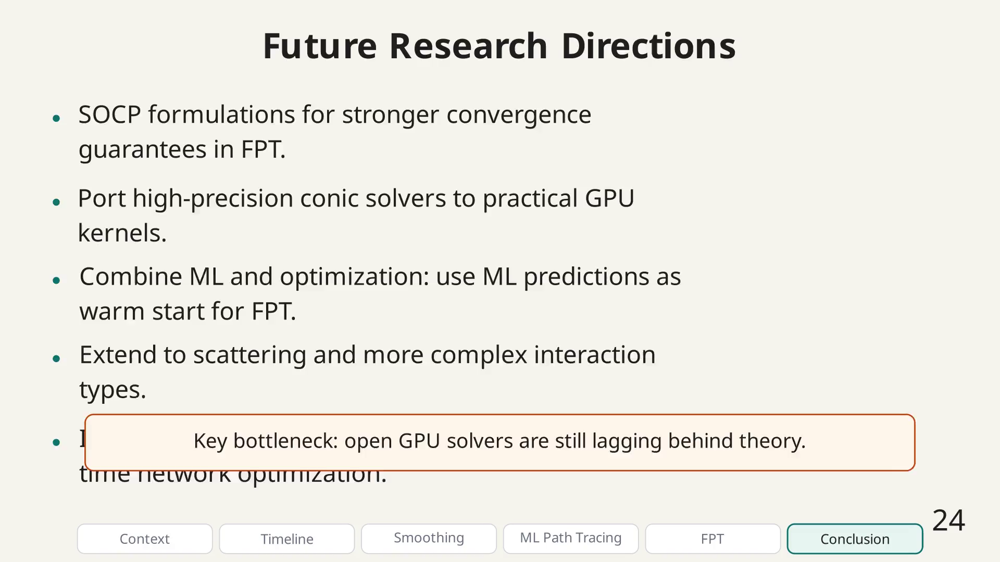 Future Research Directions
SOCP formulations for stronger convergence
guarantees in FPT.
Port high-precision conic solvers to practical GPU
kernels.
Combine ML and optimization: use ML predictions as
warm start for FPT.
Extend to scattering and more complex interaction
types.
Key bottleneck: open GPU solvers are still lagging behind theory.
time network optimization.
24
Context
Timeline
Smoothing
ML Path Tracing
FPT
Conclusion